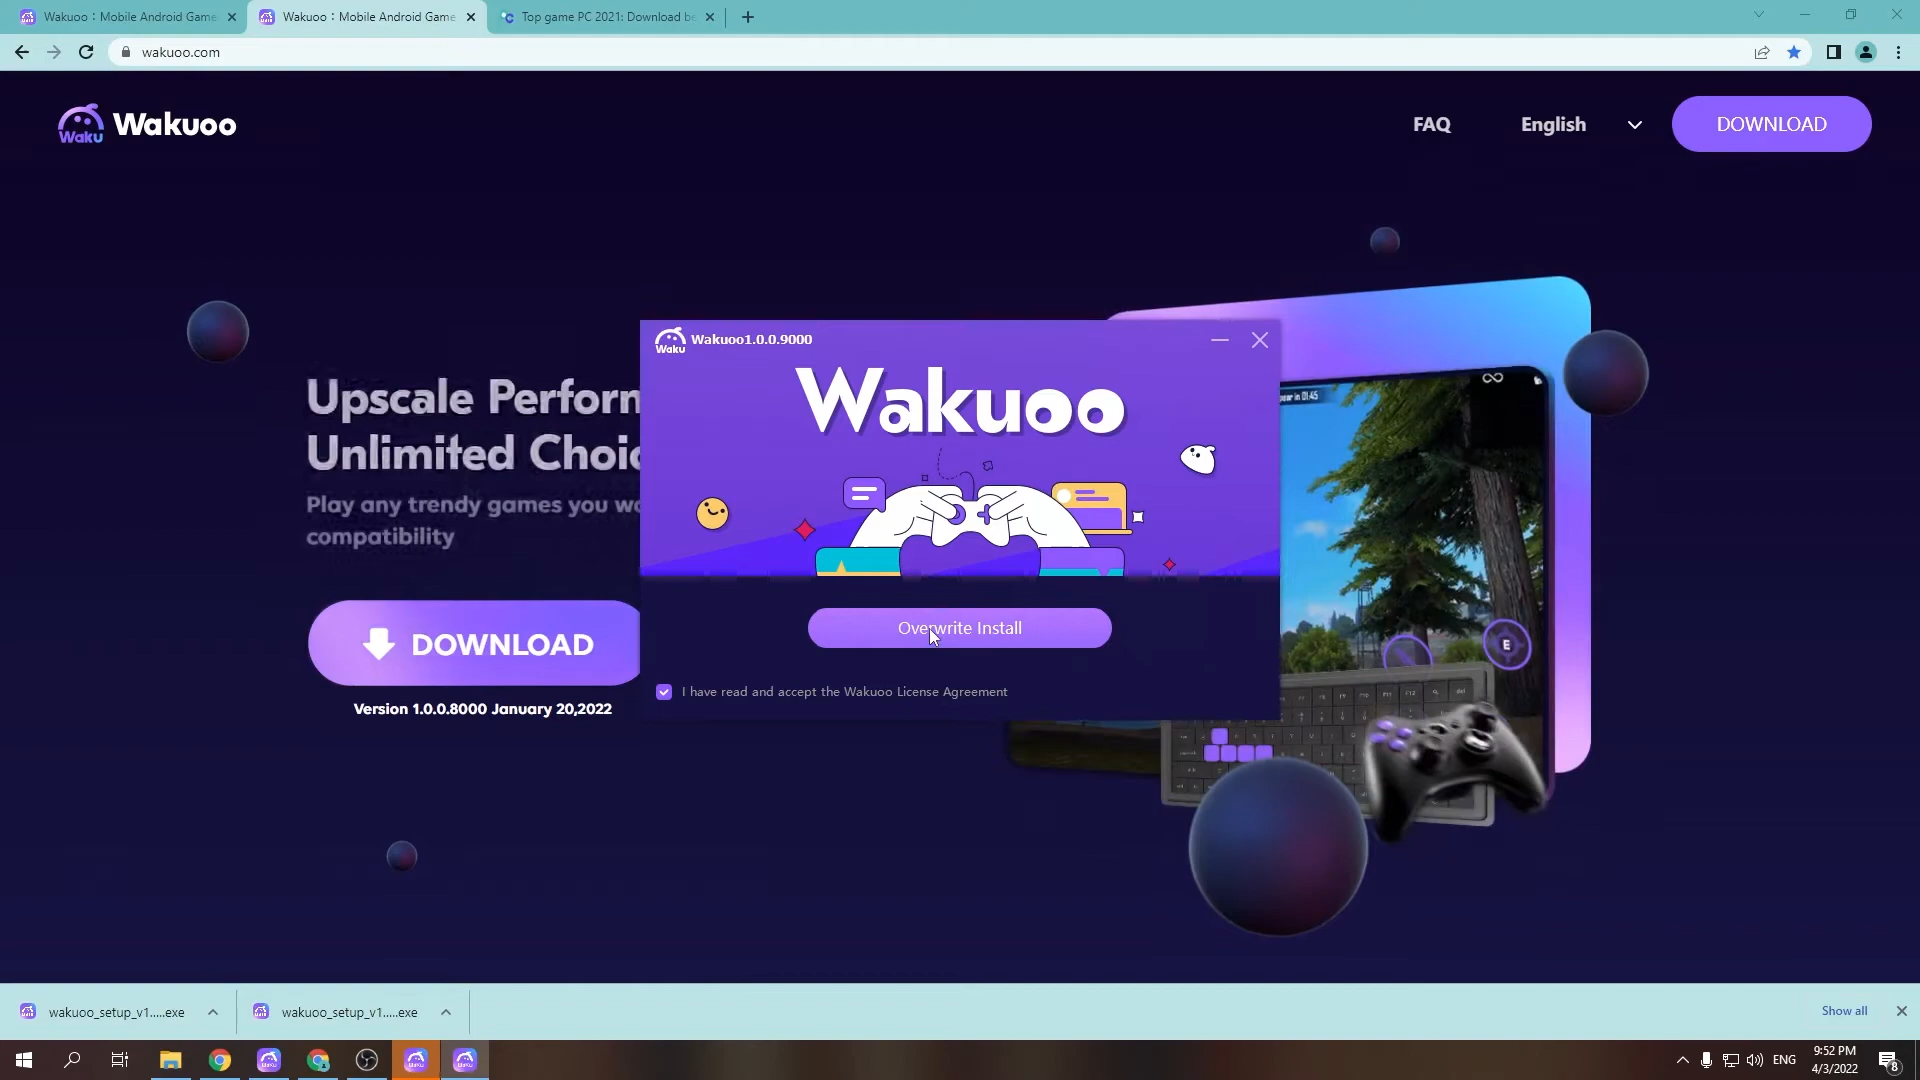 Wakuoo：Mobile Android Game
Wakuoo：Mobile Android Game
Top game PC 2021: Download be
wakuoo.com
Waku
Wakuoo
FAQ
English
DOWNLOAD
Waku
Wakuoo1.0.0.9000
Wakuoo
Upscale Perform
Unlimited Choic
Play any trendy games you wo
compatibility
DOWNLOAD
Version 1.0.0.8000 January 20,2022
Overwrite Install
I have read and accept the Wakuoo License Agreement
E
wakuoo_setup_v1.....exe
wakuoo_setup_v1.....exe
Show all
ENG
9:52 PM
4/3/2022
8